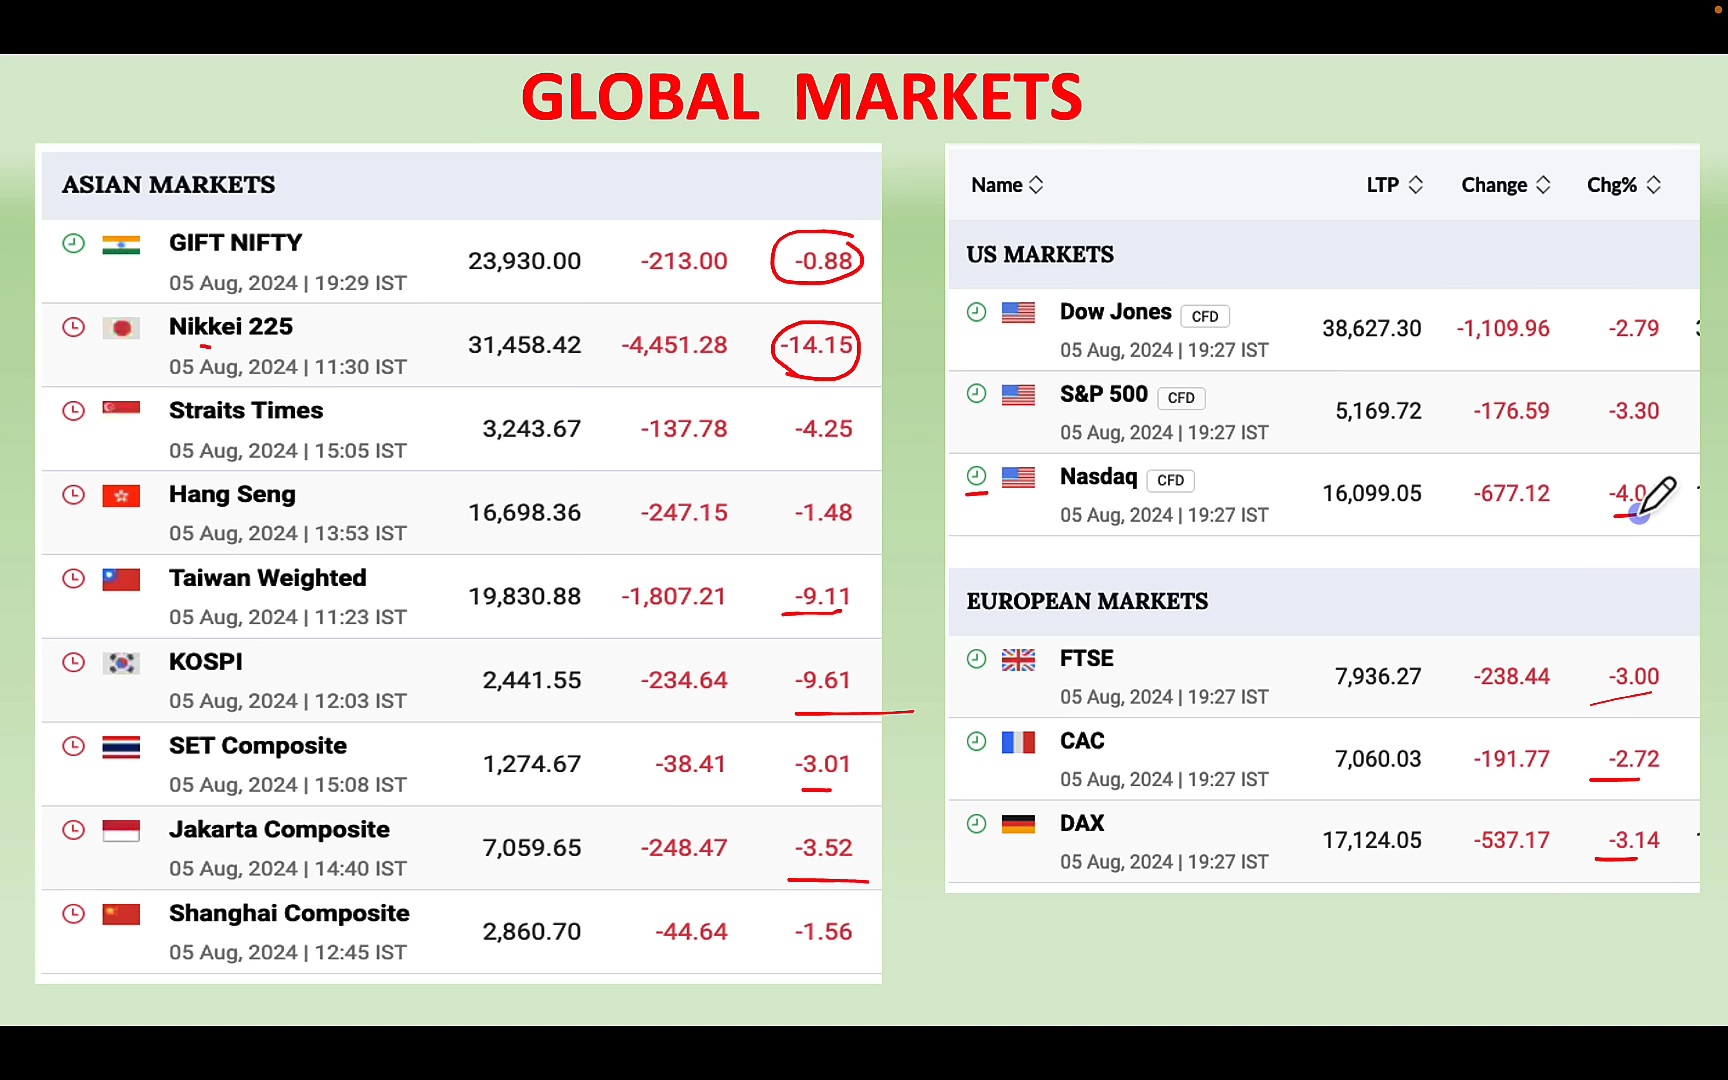 GLOBAL MARKETS
ASIAN MARKETS
GIFT NIFTY 23,930.00 -213.00 -0.88
05 Aug, 2024 | 19:29 IST
Nikkei 225 31,458.42 -4,451.28 -14.15
05 Aug, 2024 | 11:30 IST
Straits Times 3,243.67 -137.78 -4.25
05 Aug, 2024 | 15:05 IST
Hang Seng 16,698.36 -247.15 -1.48
05 Aug, 2024 | 13:53 IST
Taiwan Weighted 19,830.88 -1,807.21 -9.11
05 Aug, 2024 | 11:23 IST
KOSPI 2,441.55 -234.64 -9.61
05 Aug, 2024 | 12:03 IST
SET Composite 1,274.67 -38.41 -3.01
05 Aug, 2024 | 15:08 IST
Jakarta Composite 7,059.65 -248.47 -3.52
05 Aug, 2024 | 14:40 IST
Shanghai Composite 2,860.70 -44.64 -1.56
05 Aug, 2024 | 12:45 IST
Name LTP Change Chg%
US MARKETS
Dow Jones CFD 38,627.30 -1,109.96 -2.79
05 Aug, 2024 | 19:27 IST
S&P 500 CFD 5,169.72 -176.59 -3.30
05 Aug, 2024 | 19:27 IST
Nasdaq CFD 16,099.05 -677.12
05 Aug, 2024 | 19:27 IST
EUROPEAN MARKETS
FTSE 7,936.27 -238.44 -3.00
05 Aug, 2024 | 19:27 IST
CAC 7,060.03 -191.77 -2.72
05 Aug, 2024 | 19:27 IST
DAX 17,124.05 -537.17 -3.14
05 Aug, 2024 | 19:27 IST